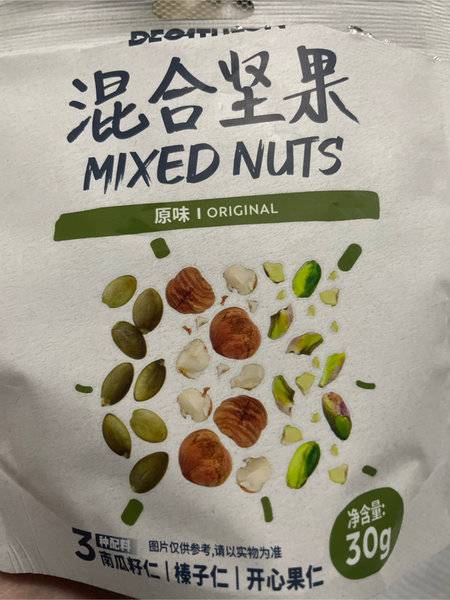 DECATHLON
混合坚果
MIXED NUTS
原味 | ORIGINAL
净含量:
30g
3种配料
图片仅供参考,请以实物为准
南瓜籽仁 | 榛子仁 | 开心果仁